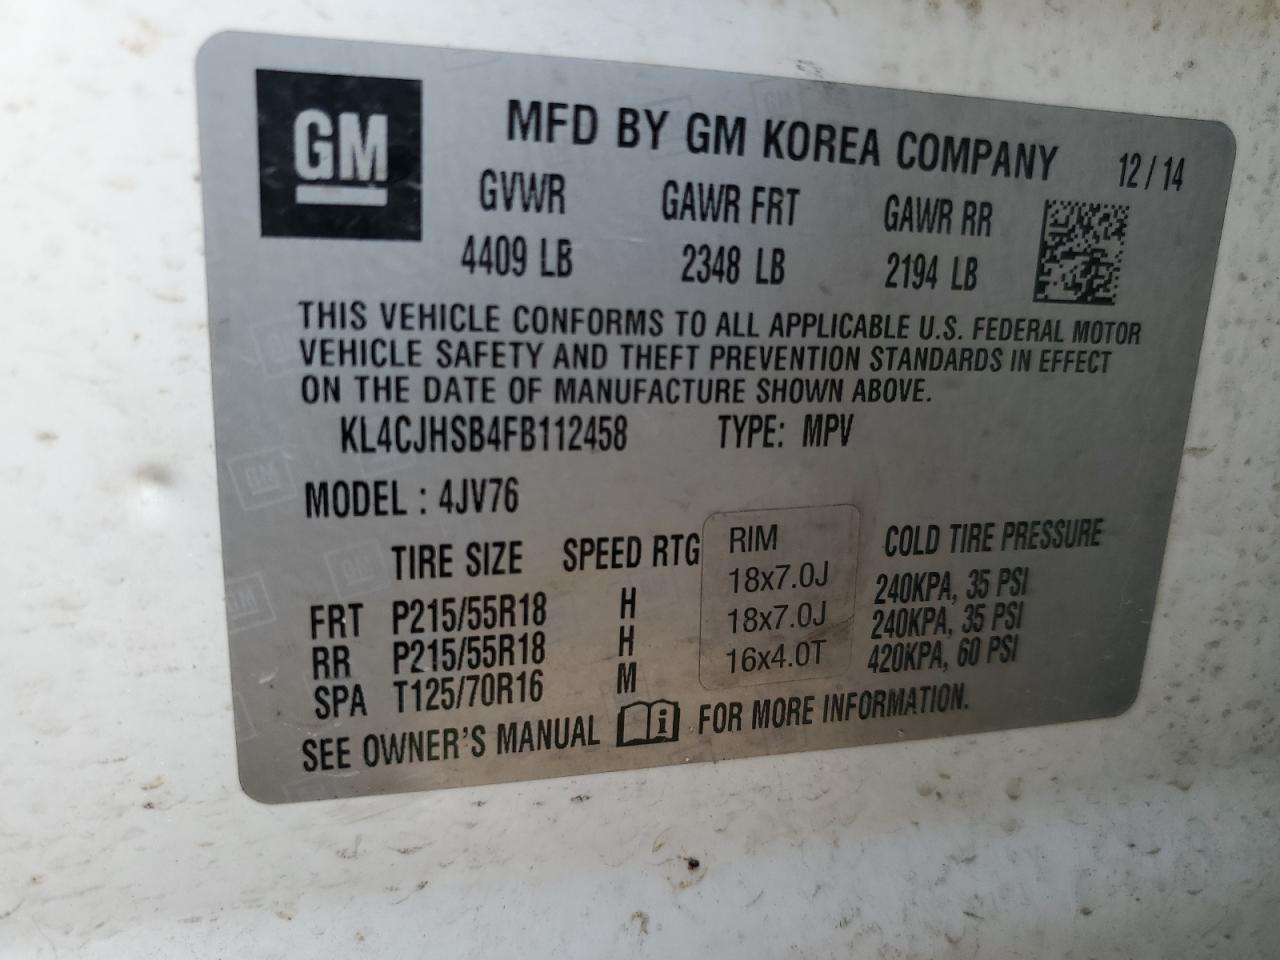 GM
MFD BY GM KOREA COMPANY 12 / 14
GVWR GAWR FRT GAWR RR
4409 LB 2348 LB 2194 LB
THIS VEHICLE CONFORMS TO ALL APPLICABLE U.S. FEDERAL MOTOR
VEHICLE SAFETY AND THEFT PREVENTION STANDARDS IN EFFECT
ON THE DATE OF MANUFACTURE SHOWN ABOVE.
KL4CJHSB4FB112458 TYPE: MPV
MODEL : 4JV76
TIRE SIZE SPEED RTG RIM COLD TIRE PRESSURE
FRT P215/55R18 H 18x7.0J 240KPA, 35 PSI
RR P215/55R18 H 18x7.0J 240KPA, 35 PSI
SPA T125/70R16 M 16x4.0T 420KPA, 60 PSI
SEE OWNER'S MANUAL i FOR MORE INFORMATION.